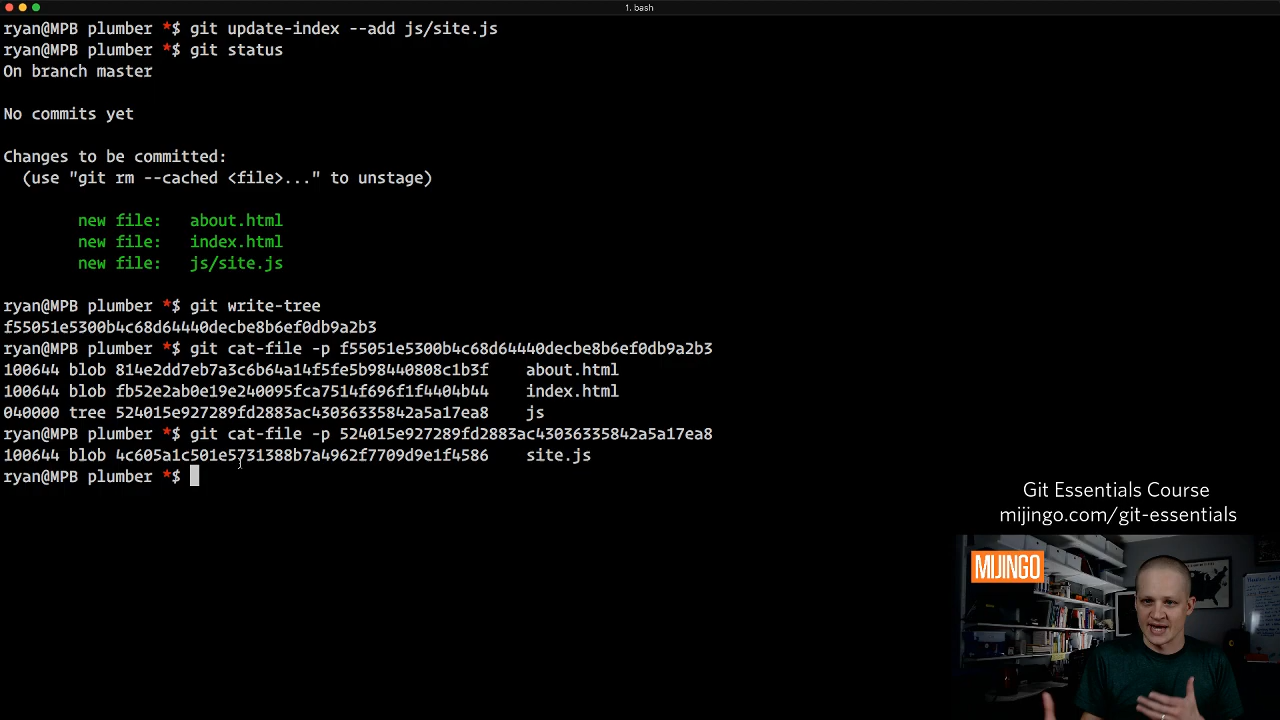 1. bash
ryan@MPB plumber *$ git update-index --add js/site.js
ryan@MPB plumber *$ git status
On branch master
No commits yet
Changes to be committed:
(use "git rm --cached <file>..." to unstage)
new file: about.html
new file: index.html
new file: js/site.js
ryan@MPB plumber *$ git write-tree
f55051e5300b4c68d64440decbe8b6ef0db9a2b3
ryan@MPB plumber *$ git cat-file -p f55051e5300b4c68d64440decbe8b6ef0db9a2b3
100644 blob 814e2dd7eb7a3c6b64a14f5fe5b98440808c1b3f about.html
100644 blob fb52e2ab0e19e240095fca7514f696f1f4404b44 index.html
040000 tree 524015e927289fd2883ac43036335842a5a17ea8 js
ryan@MPB plumber *$ git cat-file -p 524015e927289fd2883ac43036335842a5a17ea8
100644 blob 4c605a1c501e5731388b7a4962f7709d9e1f4586 site.js
ryan@MPB plumber *$
Git Essentials Course
mijingo.com/git-essentials
MIJINGO